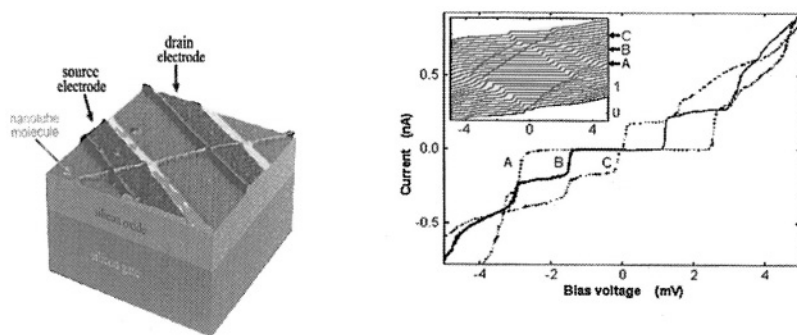 drain
electrode
source
electrode
nanotube
molecule
silicon oxide
silicon gate
C
B
A
1
0
-4
0
4
0.5
0.0
-0.5
Current (nA)
A
B
C
-4
-2
0
2
4
Bias voltage (mV)